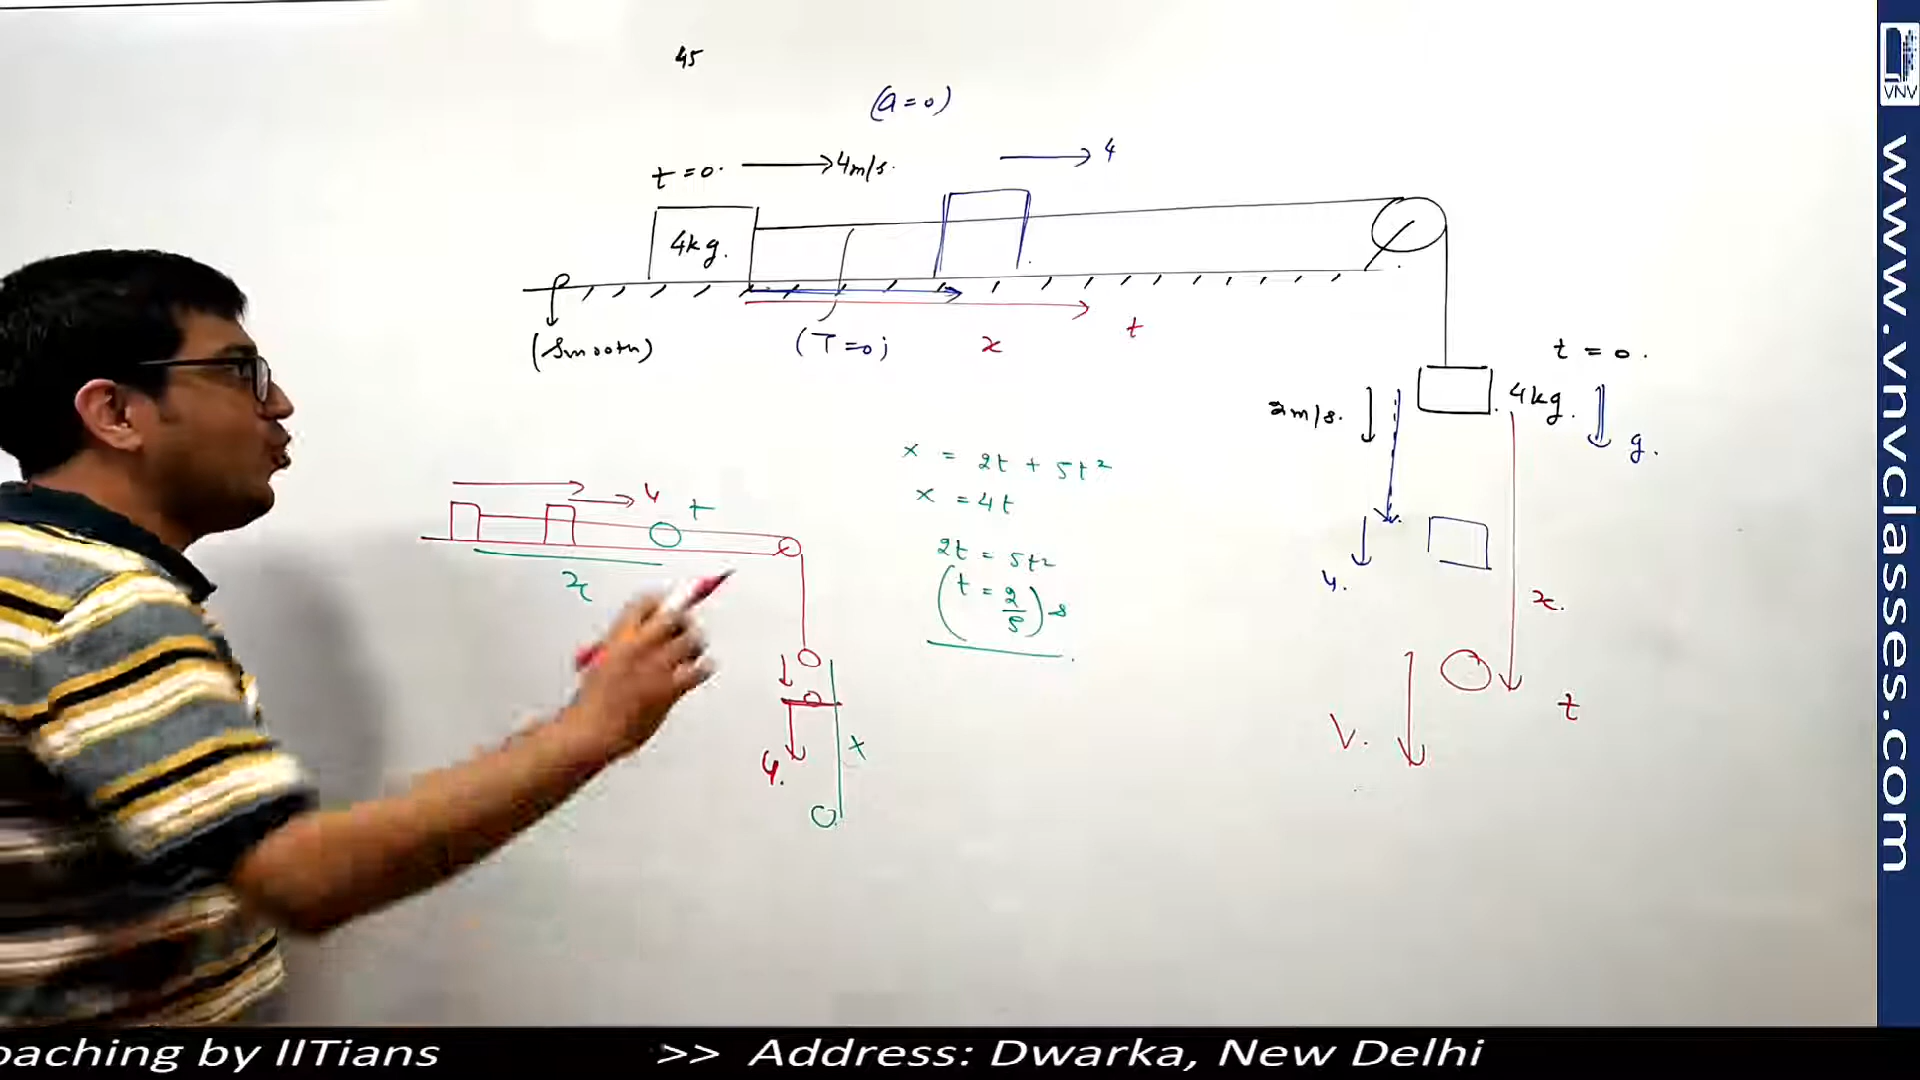 45
(a = 0)
t = 0. 4m/s. 4
4kg.
(Smooth) (T = 0; x t
t = 0.
2m/s. 4kg. g.
x = 2t + 5t²
x = 4t
2t = 5t²
(t = 2/5) s
4 t
x
4.
x
4.
x.
V. t
VNV
www.vnvclasses.com
oaching by IITians >> Address: Dwarka, New Delhi